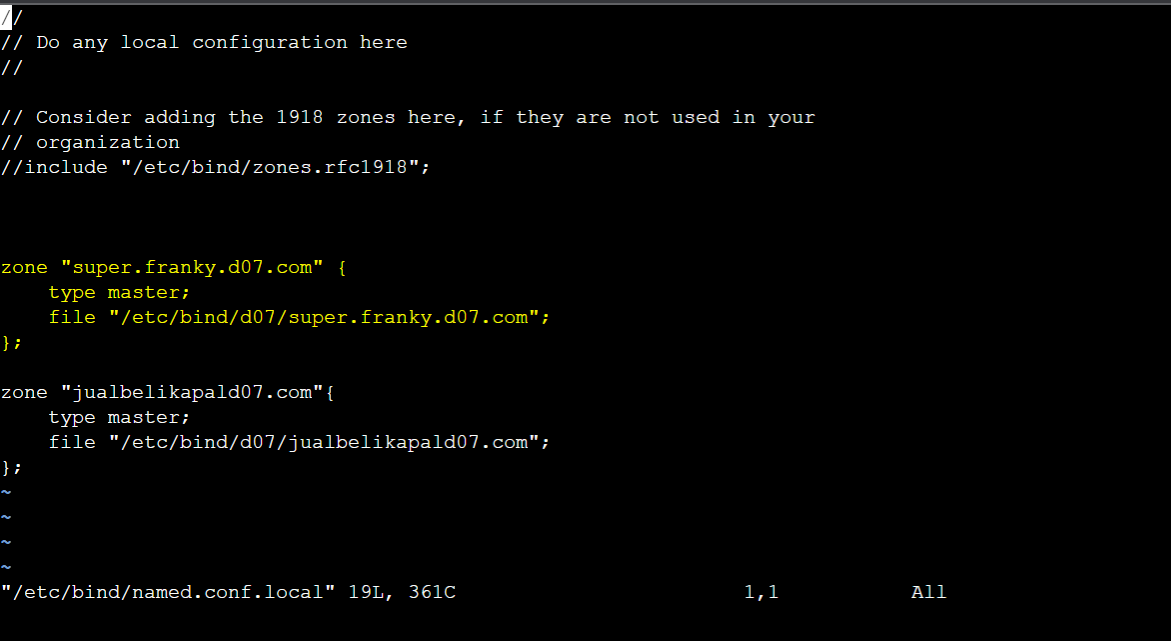 //
// Do any local configuration here
//
// Consider adding the 1918 zones here, if they are not used in your
// organization
//include "/etc/bind/zones.rfc1918";
zone "super.franky.d07.com" {
    type master;
    file "/etc/bind/d07/super.franky.d07.com";
};
zone "jualbelikapald07.com"{
    type master;
    file "/etc/bind/d07/jualbelikapald07.com";
};
~
~
~
~
"/etc/bind/named.conf.local" 19L, 361C 1,1 All